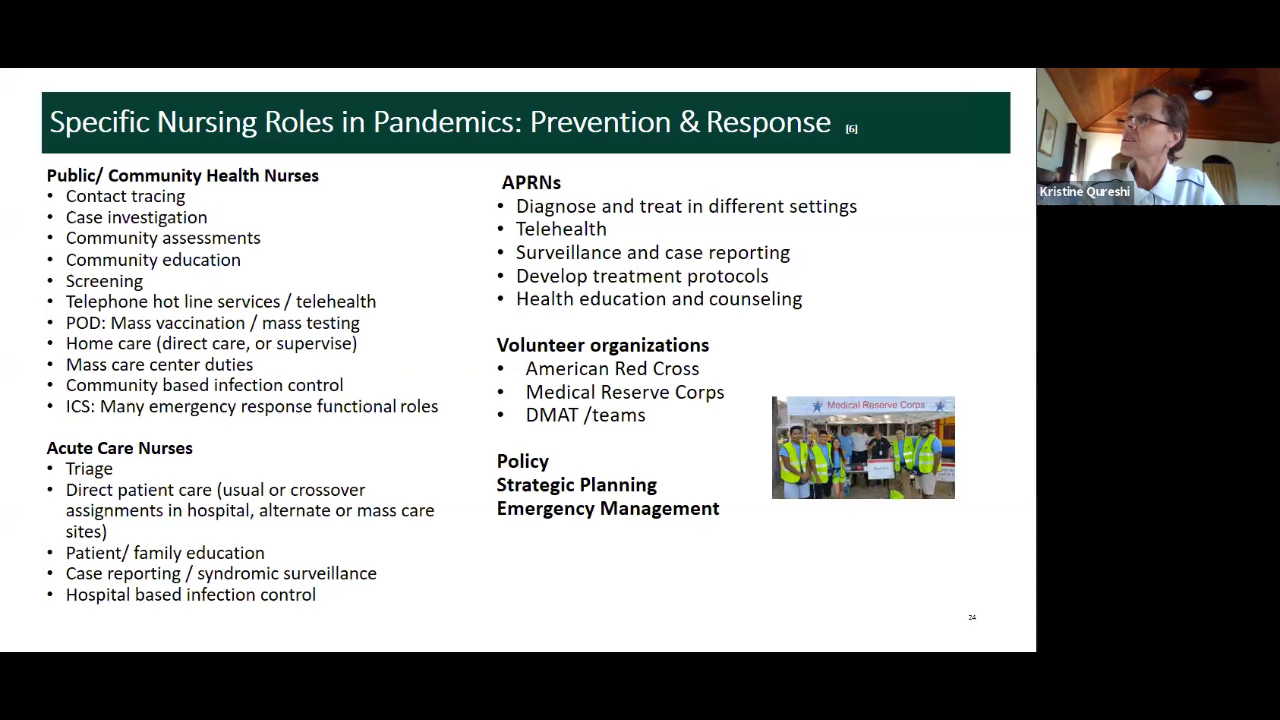 Specific Nursing Roles in Pandemics: Prevention & Response [6]
Public/ Community Health Nurses
• Contact tracing
• Case investigation
• Community assessments
• Community education
• Screening
• Telephone hot line services / telehealth
• POD: Mass vaccination / mass testing
• Home care (direct care, or supervise)
• Mass care center duties
• Community based infection control
• ICS: Many emergency response functional roles
Acute Care Nurses
• Triage
• Direct patient care (usual or crossover
assignments in hospital, alternate or mass care
sites)
• Patient/ family education
• Case reporting / syndromic surveillance
• Hospital based infection control
APRNs
• Diagnose and treat in different settings
• Telehealth
• Surveillance and case reporting
• Develop treatment protocols
• Health education and counseling
Volunteer organizations
• American Red Cross
• Medical Reserve Corps
• DMAT /teams
Policy
Strategic Planning
Emergency Management
Medical Reserve Corps
24
Kristine Qureshi